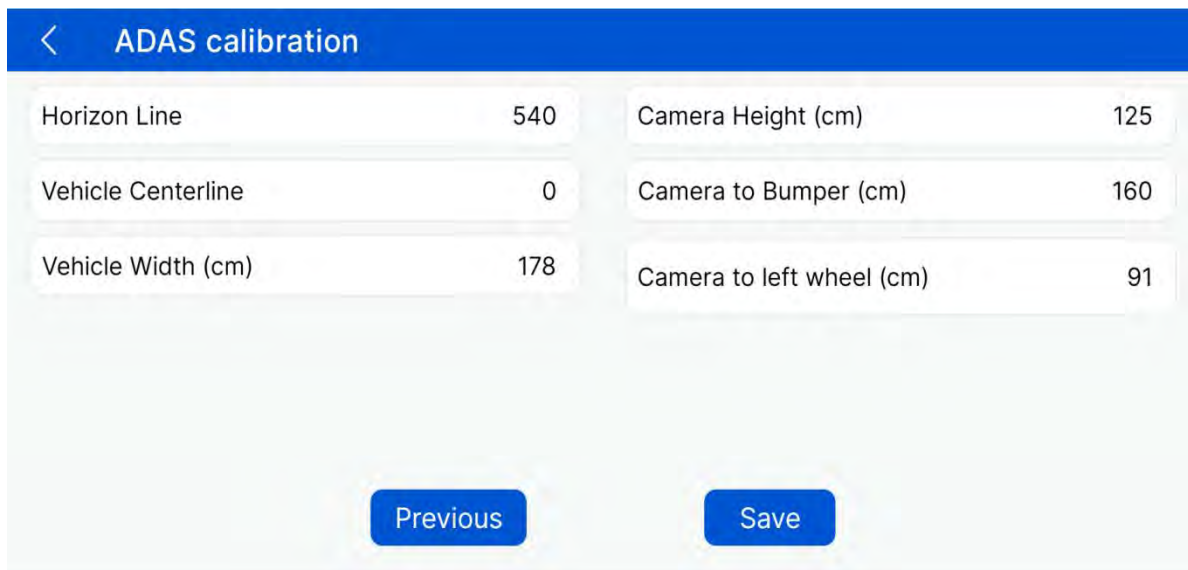 ADAS calibration
Horizon Line 540
Camera Height (cm) 125
Vehicle Centerline 0
Camera to Bumper (cm) 160
Vehicle Width (cm) 178
Camera to left wheel (cm) 91
Previous
Save